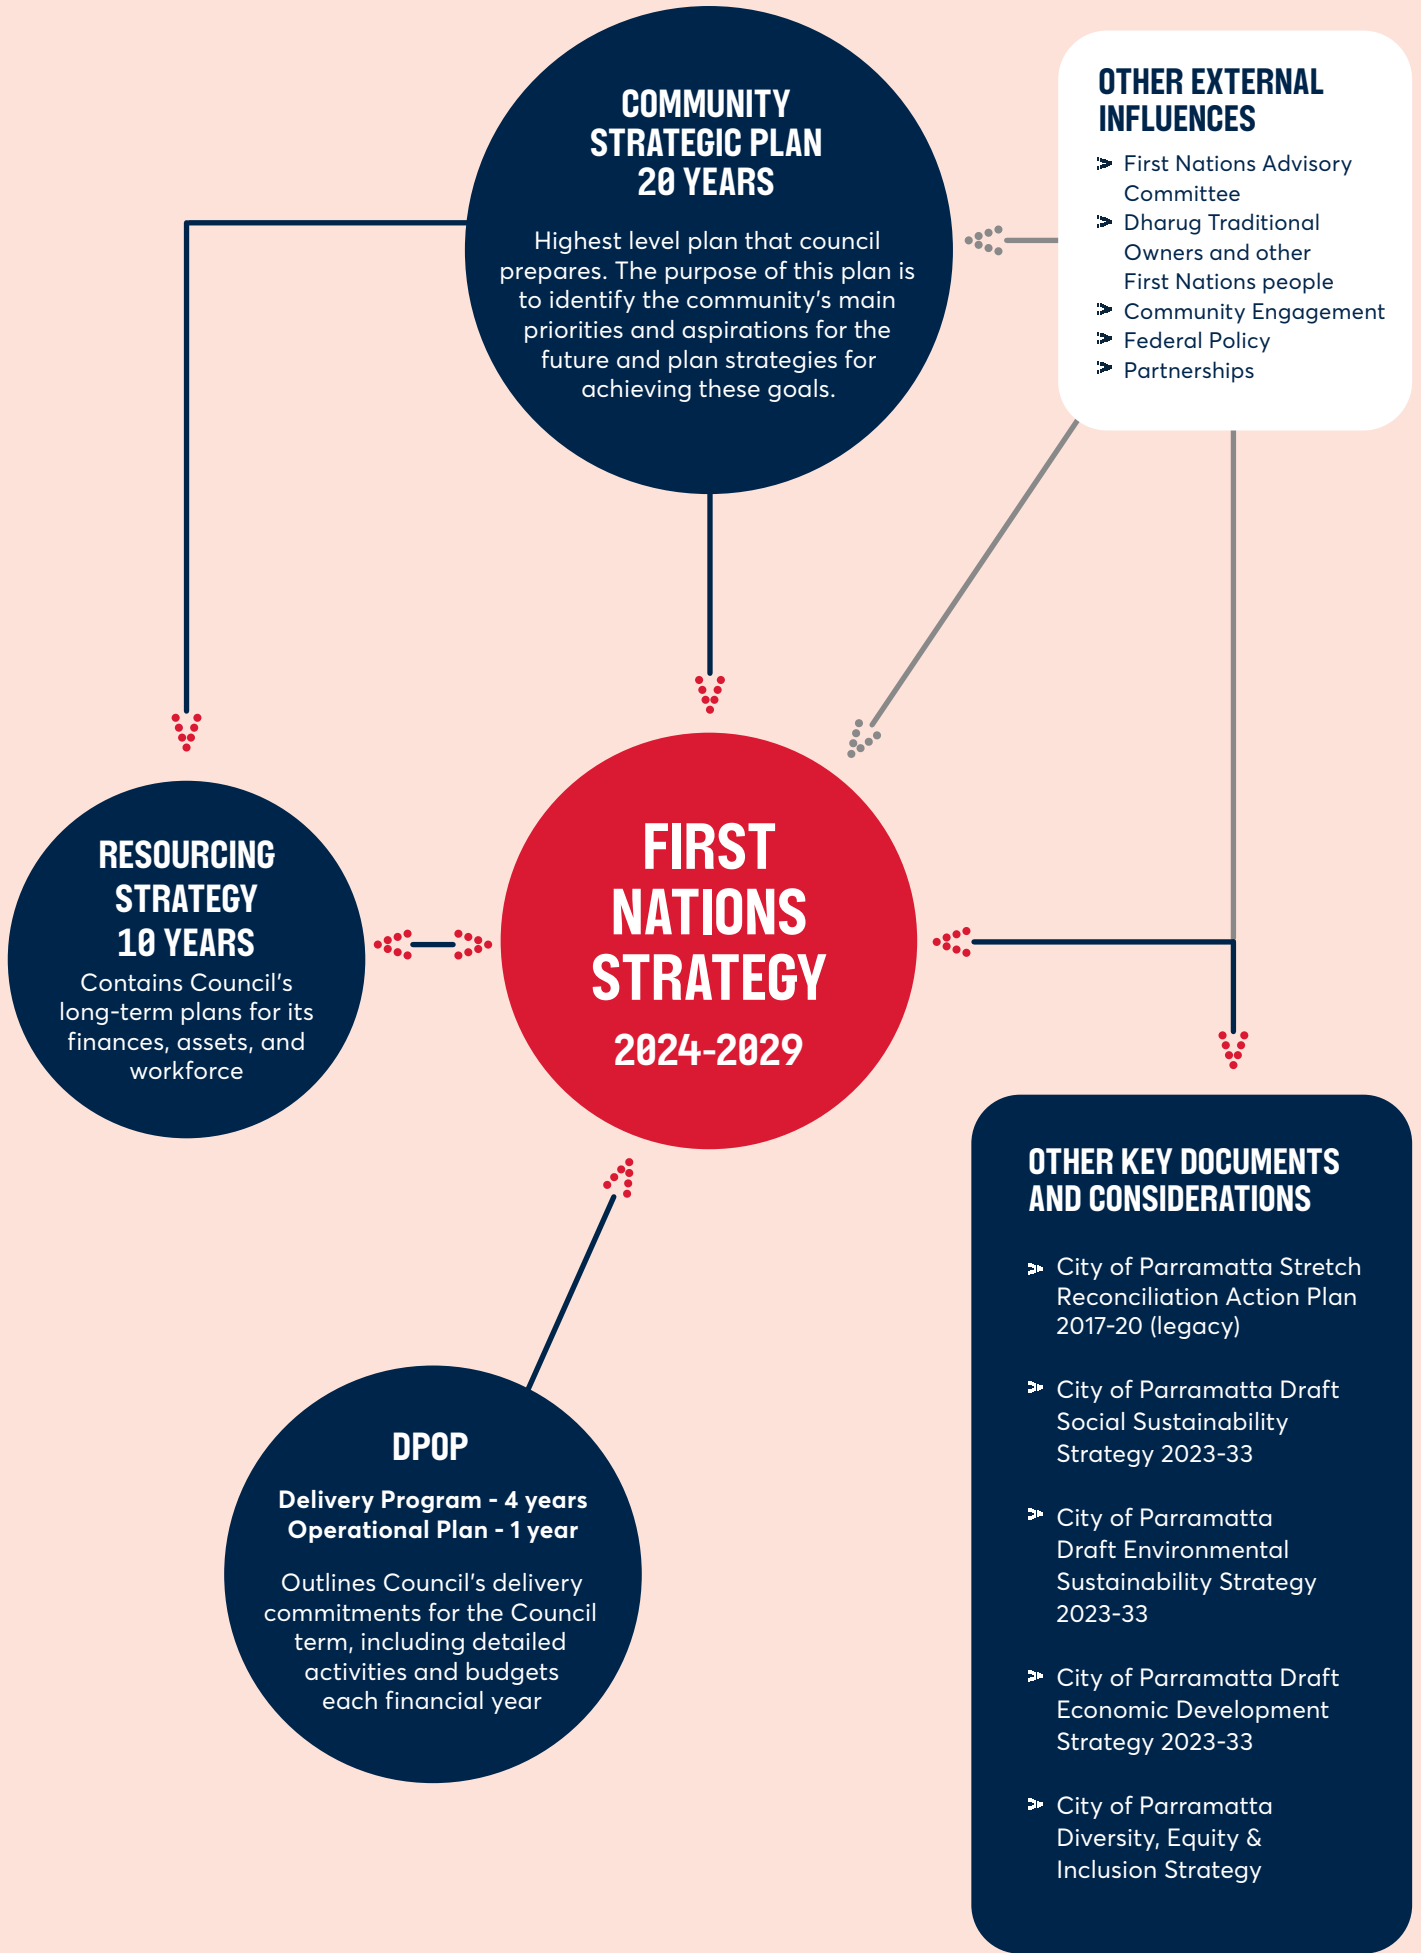 COMMUNITY
STRATEGIC PLAN
20 YEARS
Highest level plan that council
prepares. The purpose of this plan is
to identify the community's main
priorities and aspirations for the
future and plan strategies for
achieving these goals.
OTHER EXTERNAL
INFLUENCES
First Nations Advisory
Committee
Dharug Traditional
Owners and other
First Nations people
Community Engagement
Federal Policy
Partnerships
RESOURCING
STRATEGY
10 YEARS
Contains Council's
long-term plans for its
finances, assets, and
workforce
FIRST
NATIONS
STRATEGY
2024-2029
OTHER KEY DOCUMENTS
AND CONSIDERATIONS
City of Parramatta Stretch
Reconciliation Action Plan
2017-20 (legacy)
City of Parramatta Draft
Social Sustainability
Strategy 2023-33
City of Parramatta
Draft Environmental
Sustainability Strategy
2023-33
City of Parramatta Draft
Economic Development
Strategy 2023-33
City of Parramatta
Diversity, Equity &
Inclusion Strategy
DPOP
Delivery Program - 4 years
Operational Plan - 1 year
Outlines Council's delivery
commitments for the Council
term, including detailed
activities and budgets
each financial year